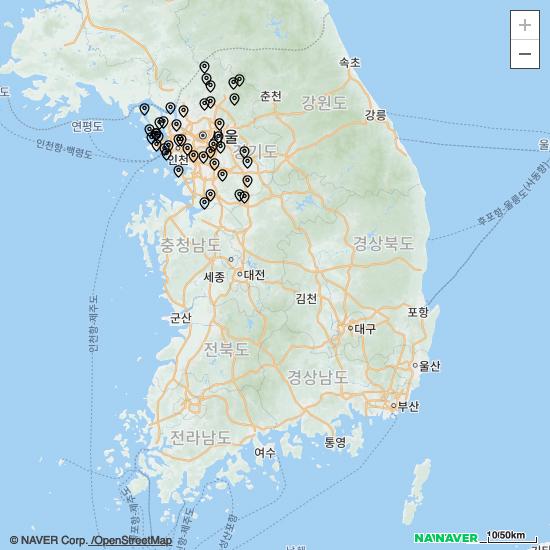 +
−
속초
춘천
강원도
강릉
연평도
인천항-백령도
서울
인천
경기도
후포항-울릉도(사동항)
충청남도
경상북도
세종
대전
김천
인천항-제주도
포항
군산
대구
전북도
울산
경상남도
부산
전라남도
여수
통영
© NAVER Corp. /OpenStreetMap
NAVER
10/50km